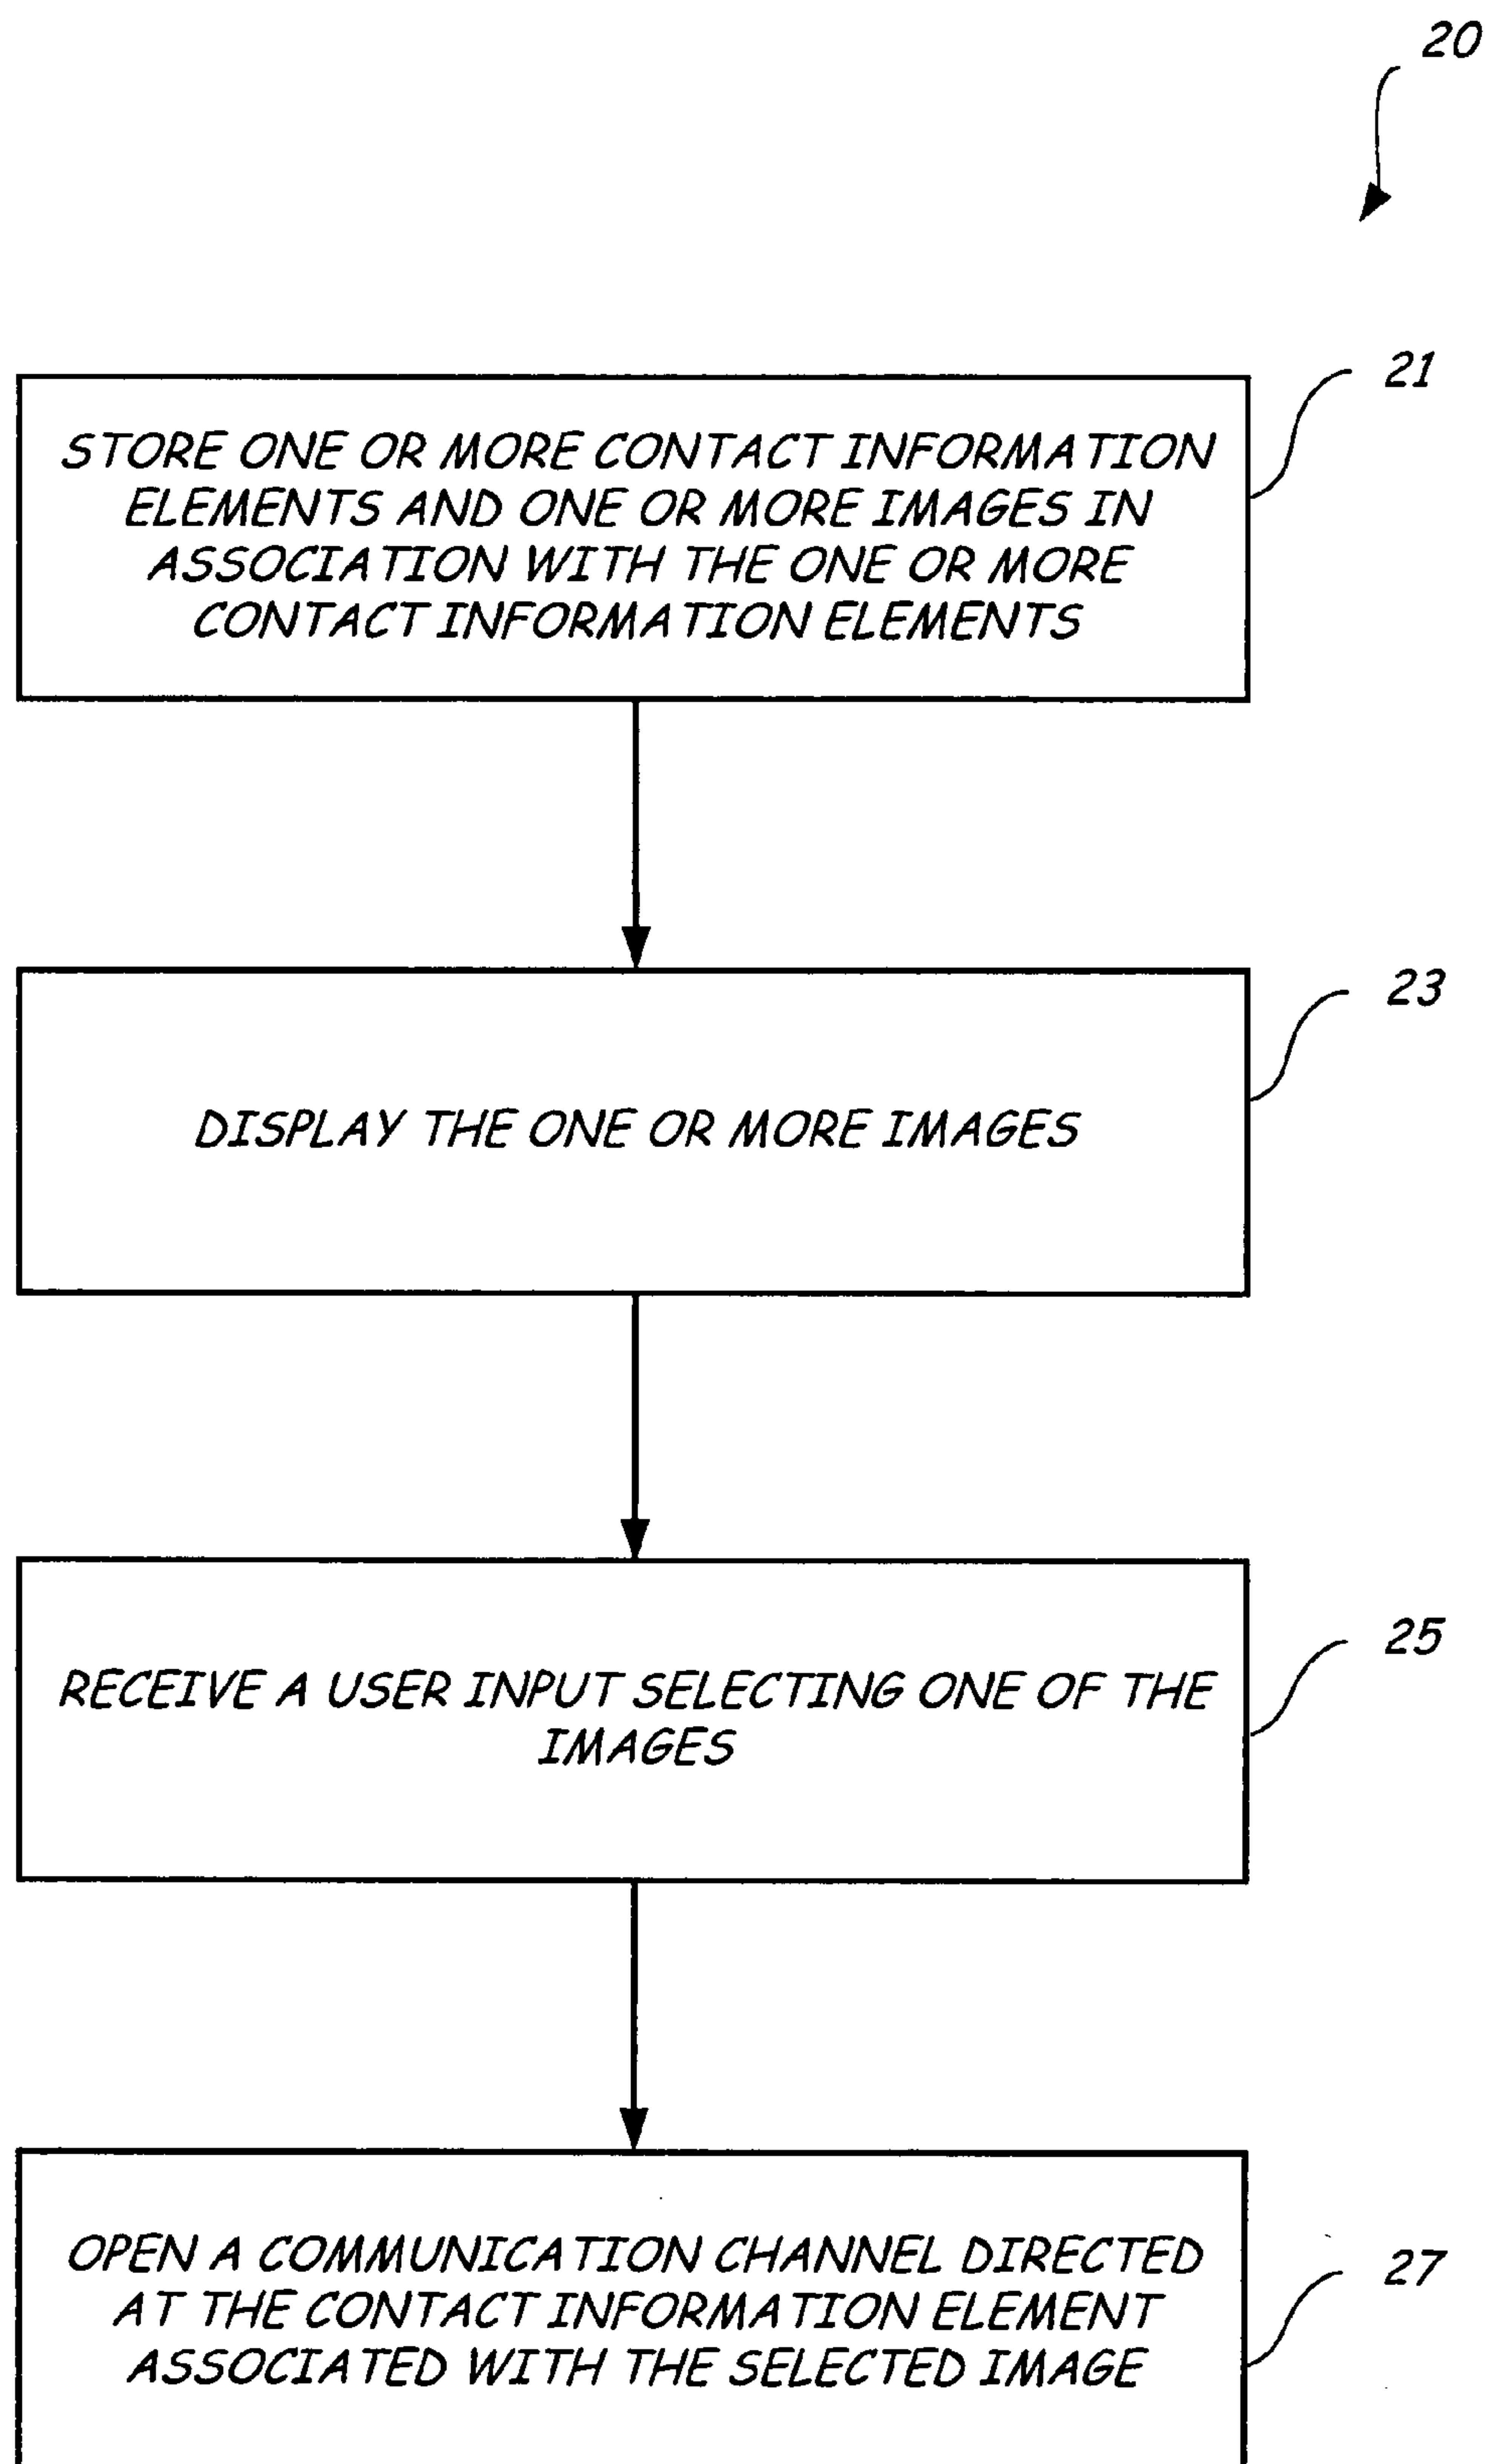 20
21
STORE ONE OR MORE CONTACT INFORMATION
ELEMENTS AND ONE OR MORE IMAGES IN
ASSOCIATION WITH THE ONE OR MORE
CONTACT INFORMATION ELEMENTS
23
DISPLAY THE ONE OR MORE IMAGES
25
RECEIVE A USER INPUT SELECTING ONE OF THE
IMAGES
27
OPEN A COMMUNICATION CHANNEL DIRECTED
AT THE CONTACT INFORMATION ELEMENT
ASSOCIATED WITH THE SELECTED IMAGE